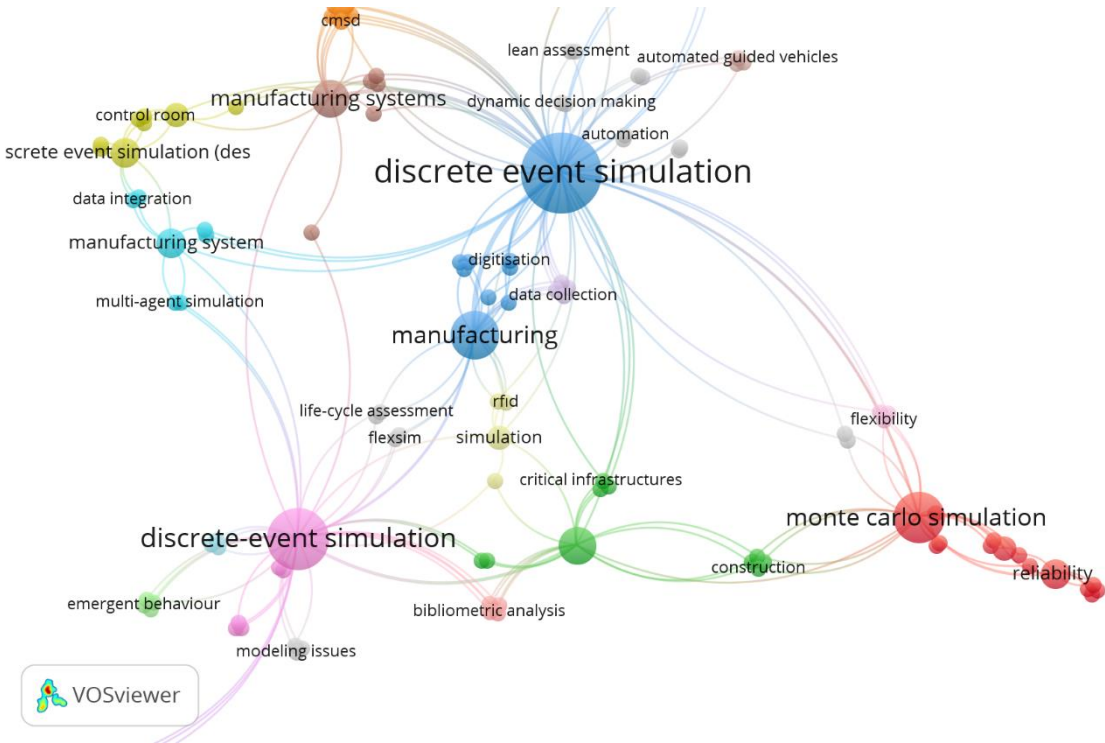 cmsd
lean assessment
automated guided vehicles
manufacturing systems
dynamic decision making
control room
automation
screte event simulation (des
discrete event simulation
data integration
manufacturing system
digitisation
multi-agent simulation
data collection
manufacturing
life-cycle assessment
rfid
flexibility
flexsim
simulation
critical infrastructures
monte carlo simulation
discrete-event simulation
construction
reliability
emergent behaviour
bibliometric analysis
modeling issues
VOSviewer